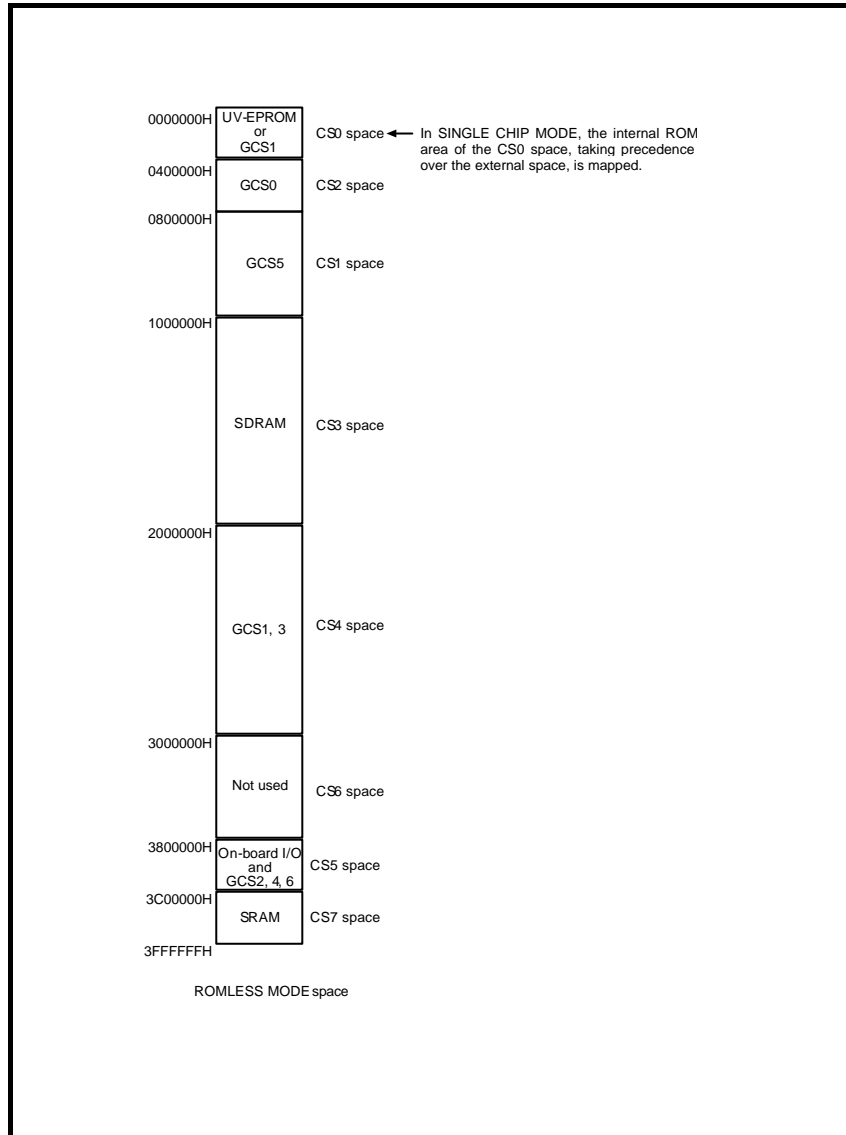 0000000H
UV-EPROM
or
GCS1
CS0 space
In SINGLE CHIP MODE, the internal ROM
area of the CS0 space, taking precedence
over the external space, is mapped.
0400000H
GCS0
CS2 space
0800000H
GCS5
CS1 space
1000000H
SDRAM
CS3 space
2000000H
GCS1, 3
CS4 space
3000000H
Not used
CS6 space
3800000H
On-board I/O
and
GCS2, 4, 6
CS5 space
3C00000H
SRAM
CS7 space
3FFFFFFH
ROMLESS MODE space